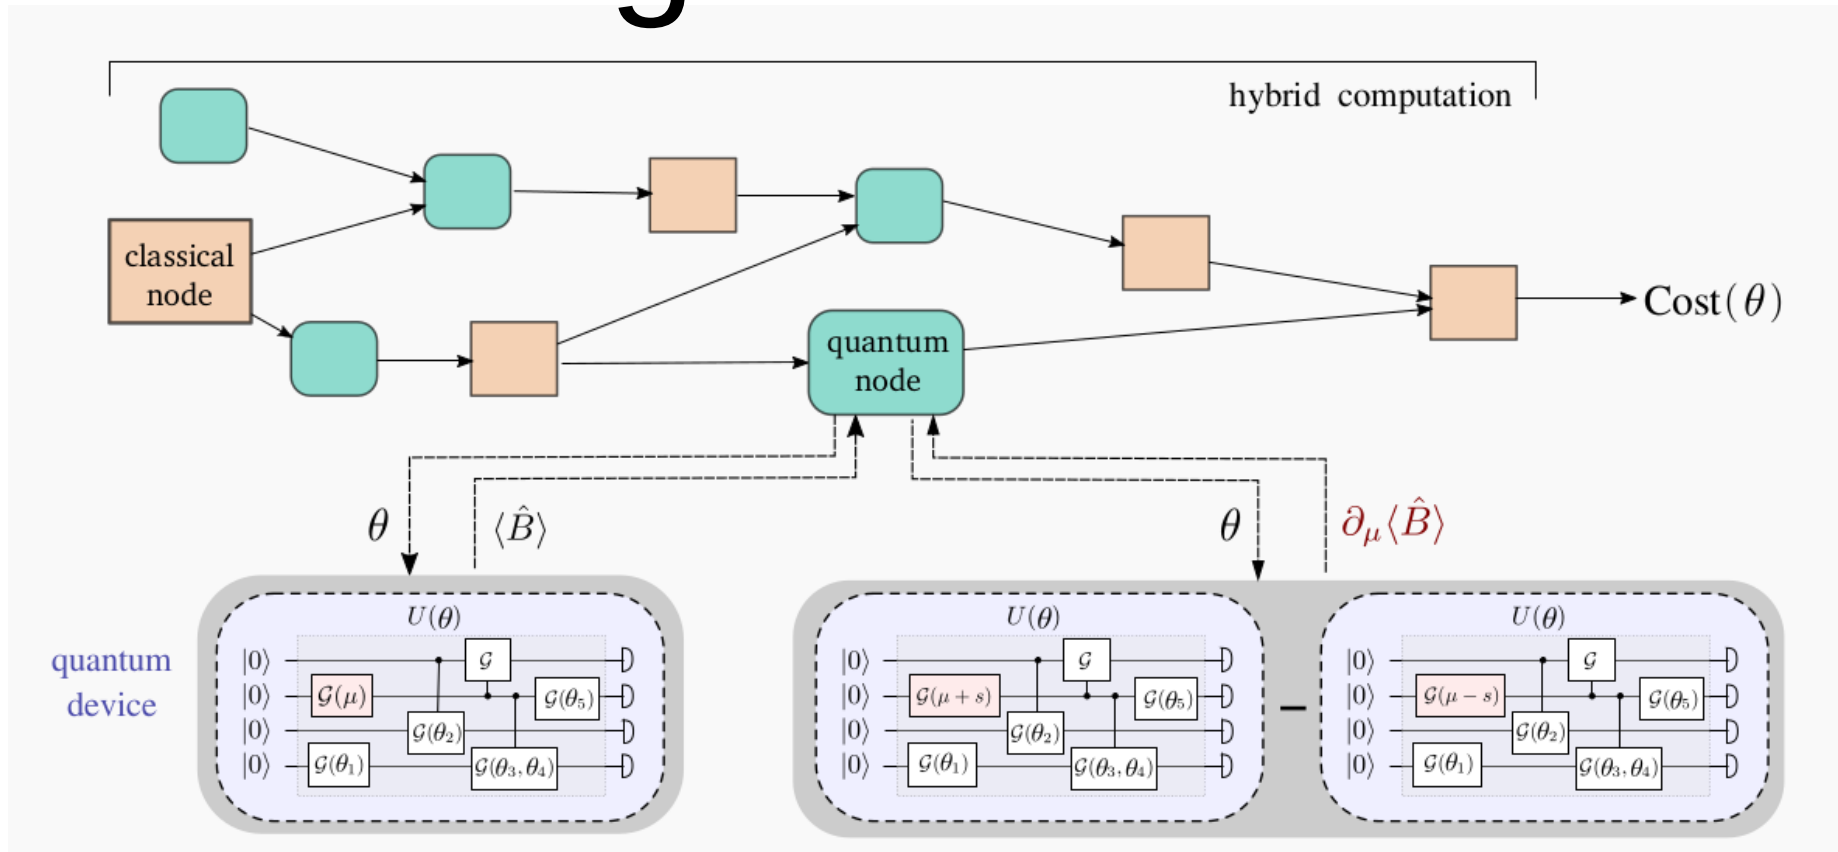 g
hybrid computation
classical
node
quantum
node
Cost(θ)
θ
⟨B̂⟩
θ
∂μ⟨B̂⟩
quantum
device
U(θ)
|0⟩
|0⟩
|0⟩
|0⟩
G(μ)
G(θ1)
G(θ2)
G
G(θ3, θ4)
G(θ5)
U(θ)
|0⟩
|0⟩
|0⟩
|0⟩
G(μ + s)
G(θ1)
G(θ2)
G
G(θ3, θ4)
G(θ5)
−
U(θ)
|0⟩
|0⟩
|0⟩
|0⟩
G(μ − s)
G(θ1)
G(θ2)
G
G(θ3, θ4)
G(θ5)